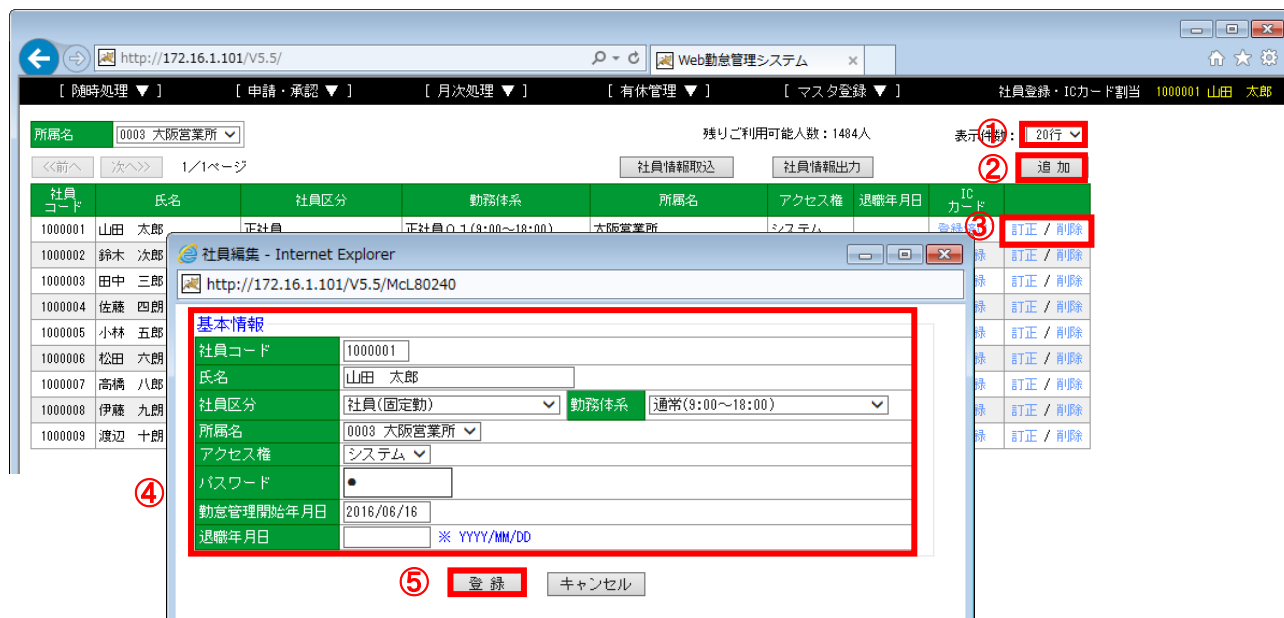 http://172.16.1.101/V5.5/ Web勤怠管理システム
[ 随時処理 ▼ ] [ 申請・承認 ▼ ] [ 月次処理 ▼ ] [ 有休管理 ▼ ] [ マスタ登録 ▼ ] 社員登録・ICカード割当 1000001 山田 太郎
所属名 0003 大阪営業所 残りご利用可能人数：1484人 表示件数： ① 20行
<<前へ 次へ>> 1/1ページ 社員情報取込 社員情報出力 ② 追 加
社員コード 氏名 社員区分 勤務体系 所属名 アクセス権 退職年月日 ICカード
1000001 山田 太郎 正社員 正社員０１(9:00～18:00) 大阪営業所 システム ③ 訂正 / 削除
1000002 鈴木 次郎 訂正 / 削除
1000003 田中 三郎 訂正 / 削除
1000004 佐藤 四朗 訂正 / 削除
1000005 小林 五郎 訂正 / 削除
1000006 松田 六朗 訂正 / 削除
1000007 高橋 八郎 訂正 / 削除
1000008 伊藤 九朗 訂正 / 削除
1000009 渡辺 十朗 訂正 / 削除
社員編集 - Internet Explorer
http://172.16.1.101/V5.5/McL80240
④
基本情報
社員コード 1000001
氏名 山田 太郎
社員区分 社員(固定勤) 勤務体系 通常(9:00～18:00)
所属名 0003 大阪営業所
アクセス権 システム
パスワード ●
勤怠管理開始年月日 2016/06/16
退職年月日 ※ YYYY/MM/DD
⑤ 登 録 キャンセル